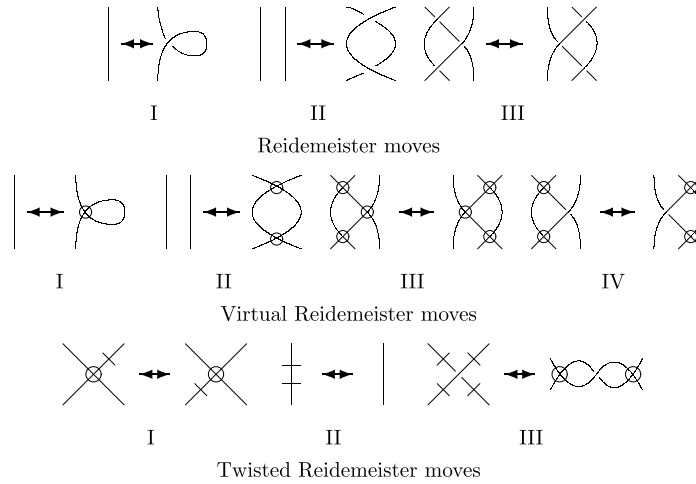 I II III
Reidemeister moves
I II III IV
Virtual Reidemeister moves
I II III
Twisted Reidemeister moves